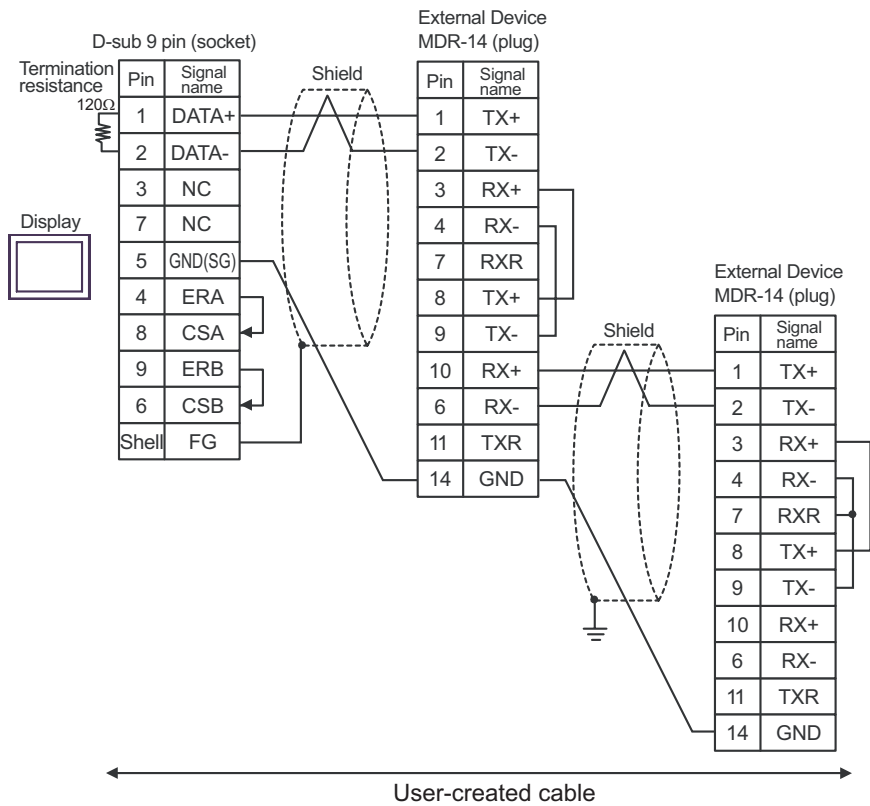 D-sub 9 pin (socket)
Termination
resistance
120Ω
Pin Signal name
1 DATA+
2 DATA-
3 NC
7 NC
5 GND(SG)
4 ERA
8 CSA
9 ERB
6 CSB
Shell FG
Display
Shield
External Device
MDR-14 (plug)
Pin Signal name
1 TX+
2 TX-
3 RX+
4 RX-
7 RXR
8 TX+
9 TX-
10 RX+
6 RX-
11 TXR
14 GND
Shield
External Device
MDR-14 (plug)
Pin Signal name
1 TX+
2 TX-
3 RX+
4 RX-
7 RXR
8 TX+
9 TX-
10 RX+
6 RX-
11 TXR
14 GND
User-created cable